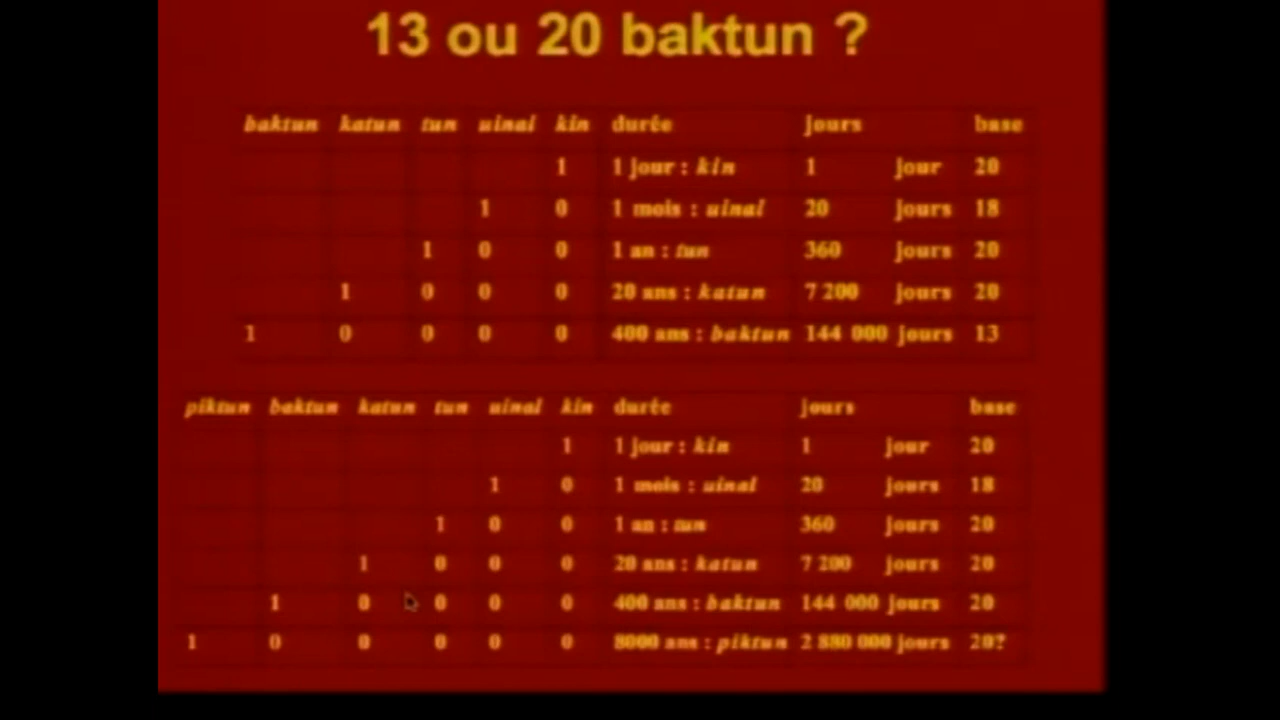 13 ou 20 baktun ?
baktun katun tun uinal kin durée jours base
1 1 jour : kin 1 jour 20
1 0 1 mois : uinal 20 jours 18
1 0 0 1 an : tun 360 jours 20
1 0 0 0 20 ans : katun 7 200 jours 20
1 0 0 0 0 400 ans : baktun 144 000 jours 13
piktun baktun katun tun uinal kin durée jours base
1 1 jour : kin 1 jour 20
1 0 1 mois : uinal 20 jours 18
1 0 0 1 an : tun 360 jours 20
1 0 0 0 20 ans : katun 7 200 jours 20
1 0 0 0 0 400 ans : baktun 144 000 jours 20
1 0 0 0 0 0 8000 ans : piktun 2 880 000 jours 20?